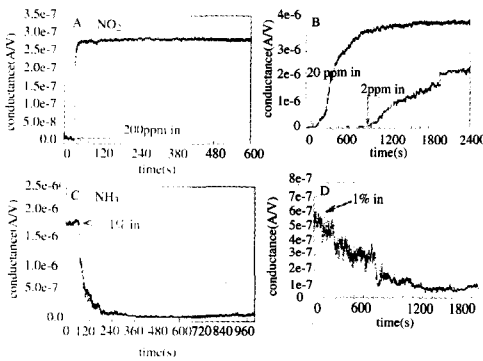 A NO2
conductance(A/V)
3.5e-7
3.0e-7
2.5e-7
2.0e-7
1.5e-7
1.0e-7
5.0e-8
0.0
200ppm in
0 120 240 360 480 600
time(s)
B
conductance(A/V)
4e-6
3e-6
2e-6
1e-6
0
20 ppm in
2ppm in
0 600 1200 1800 2400
time(s)
C NH3
conductance(A/V)
2.5e-6
2.0e-6
1.5e-6
1.0e-6
5.0e-7
0.0
1% in
0 120 240 360 480 600 720 840 960
time(s)
D
conductance(A/V)
8e-7
7e-7
6e-7
5e-7
4e-7
3e-7
2e-7
1e-7
0
1% in
0 600 1200 1800
time(s)